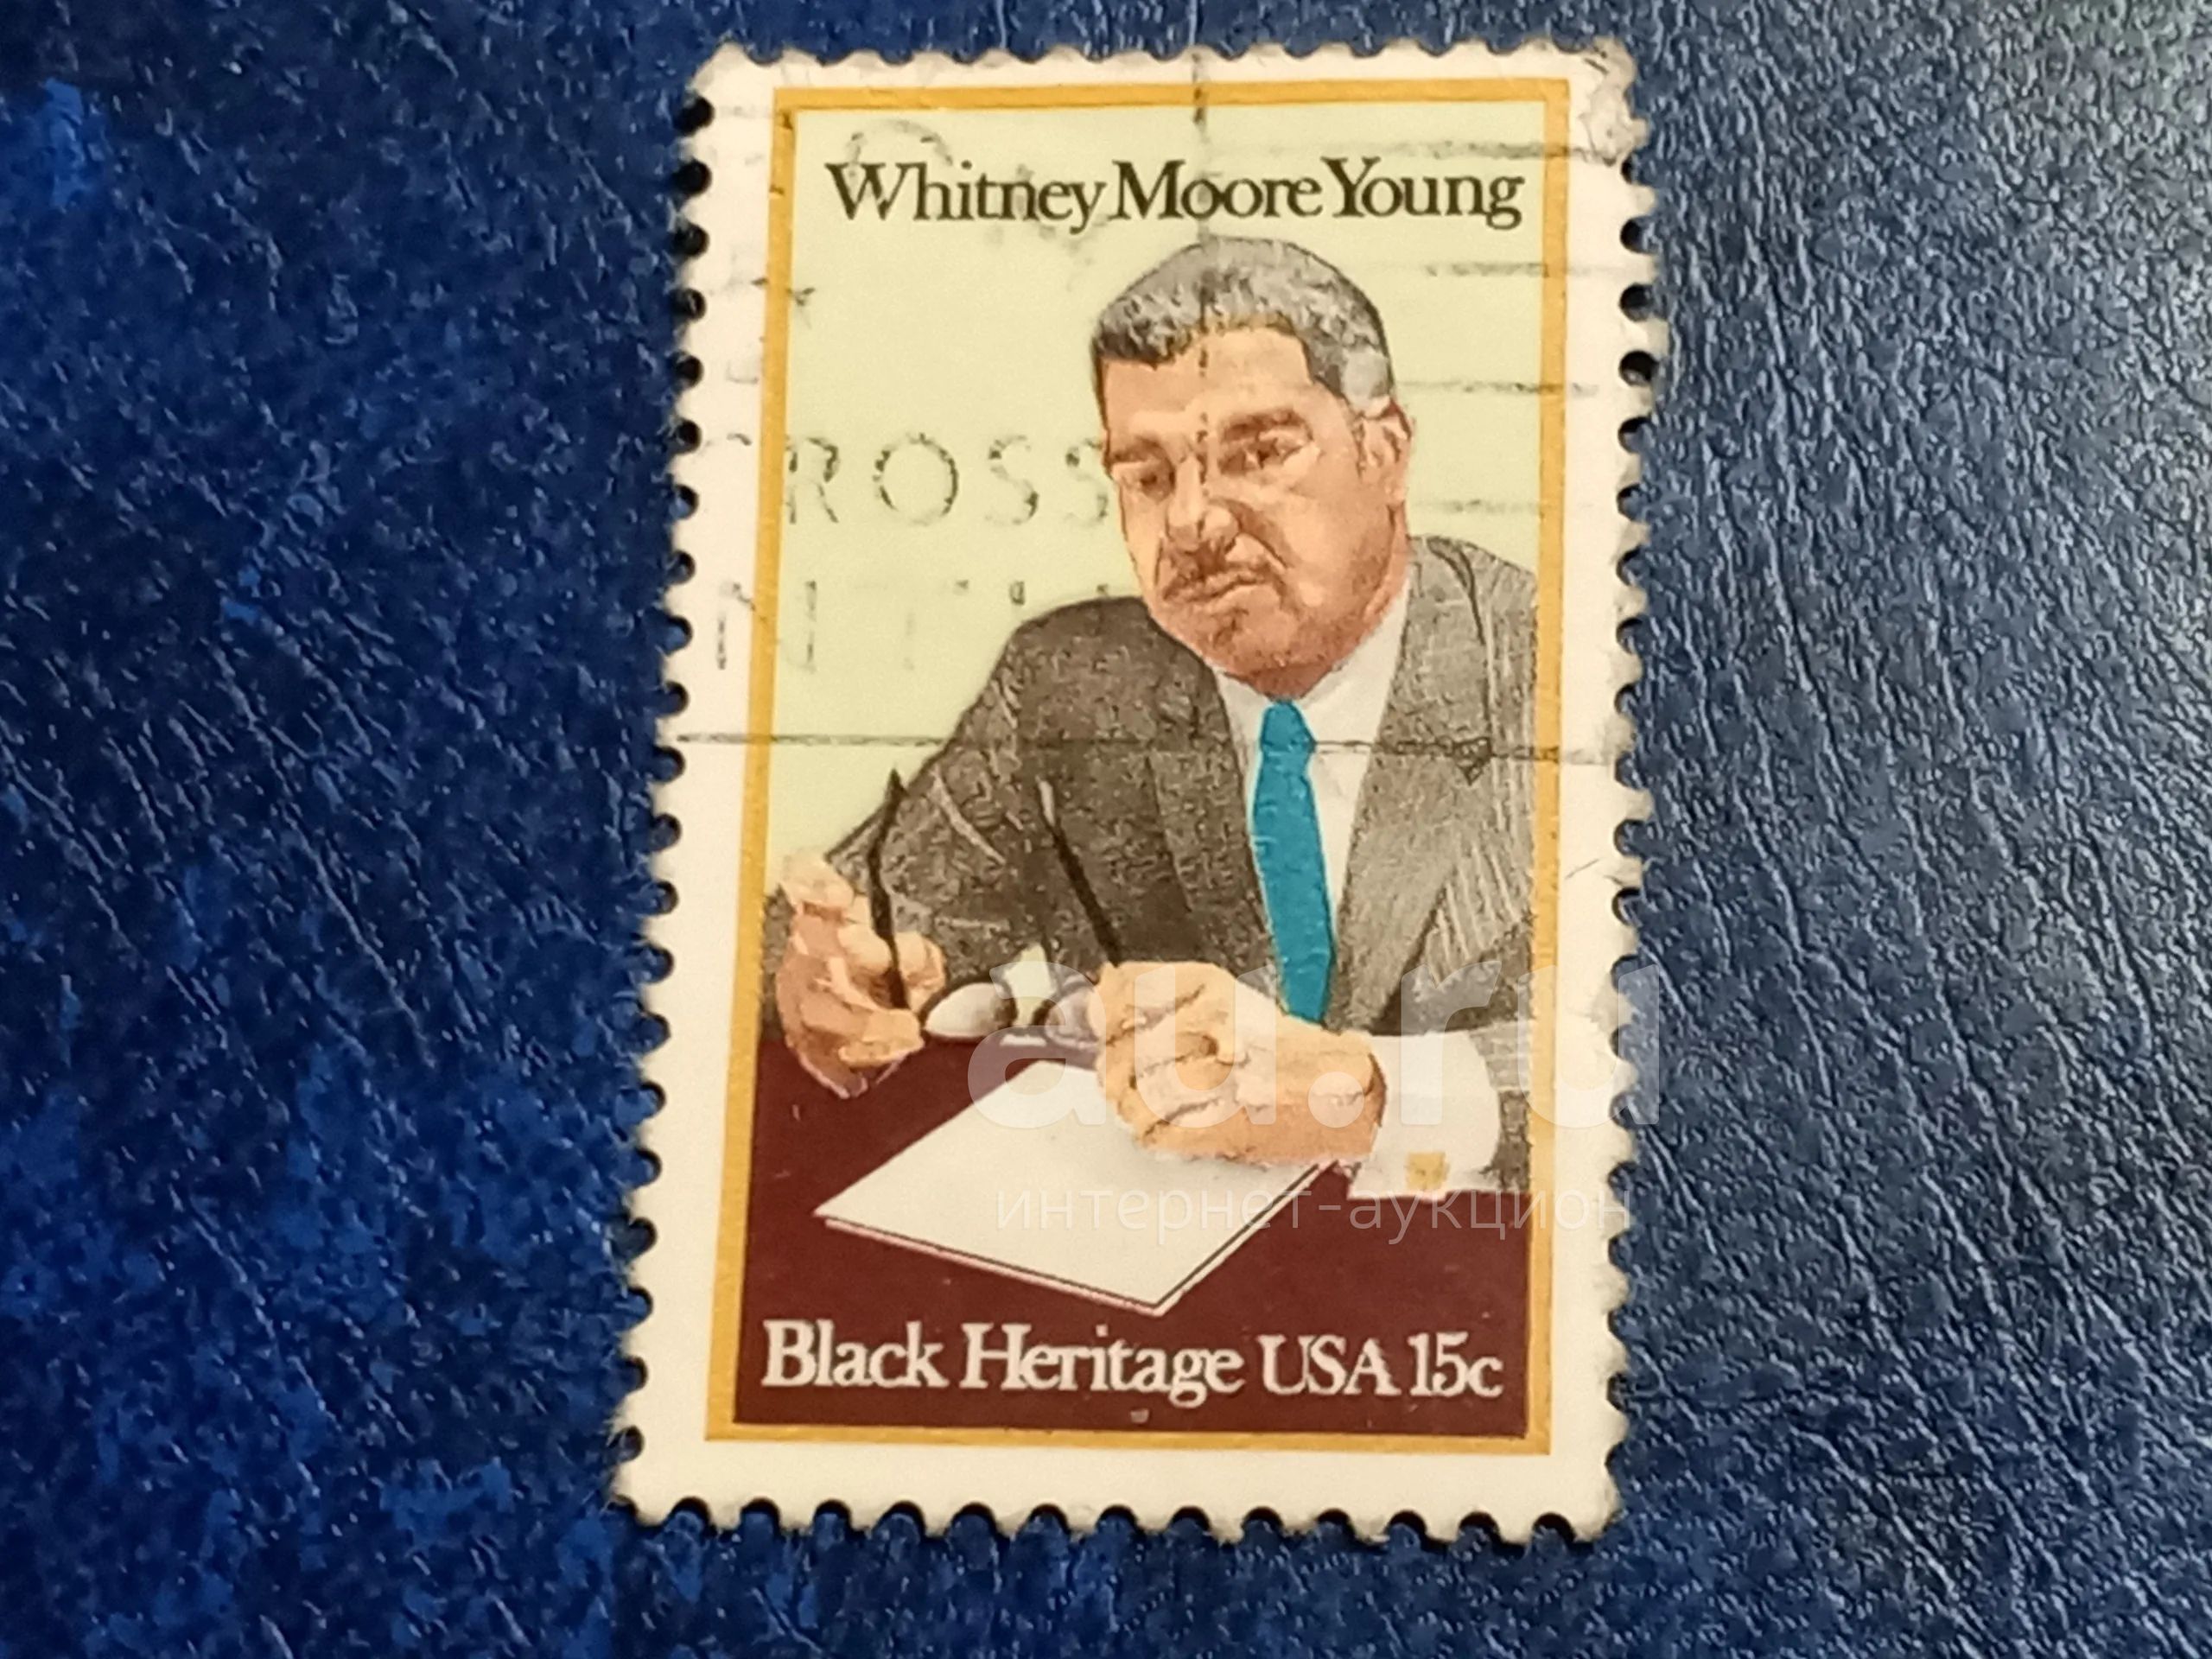 Whitney Moore Young
ROSS
au.ru
интернет-аукцион
Black Heritage USA 15c